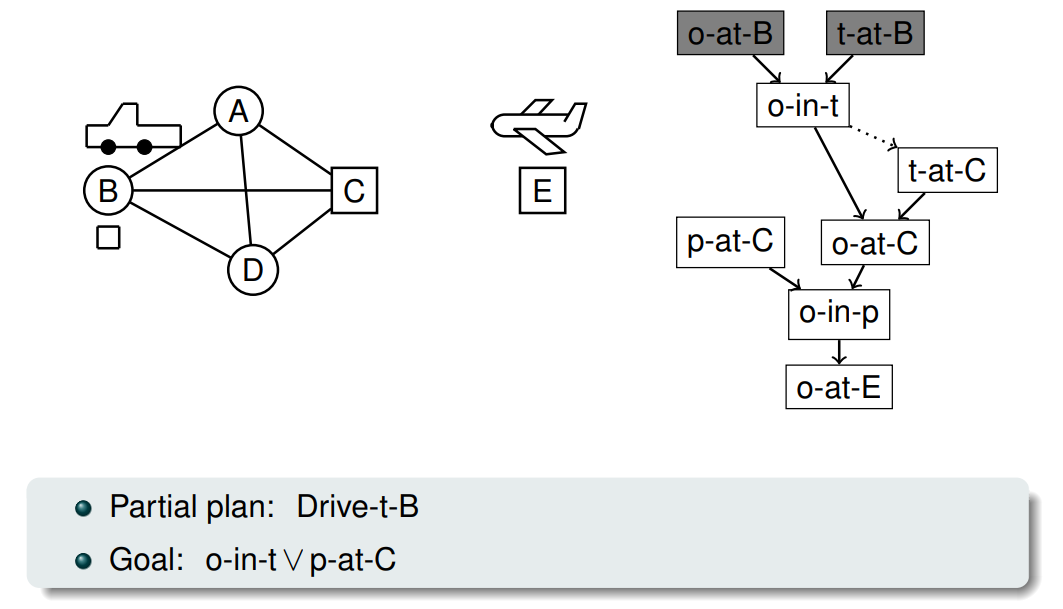 o-at-B t-at-B
o-in-t
t-at-C
p-at-C o-at-C
o-in-p
o-at-E
A
B
C
D
E
Partial plan: Drive-t-B
Goal: o-in-t ∨ p-at-C